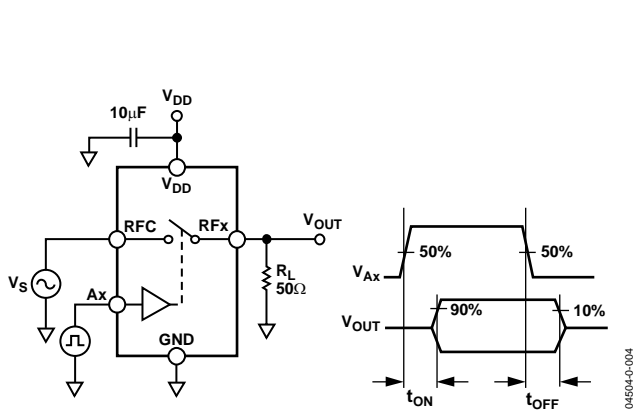 VDD
10μF
VDD
RFC
RFx
VOUT
VS
Ax
RL
50Ω
GND
VAx
50%
50%
VOUT
90%
10%
tON
tOFF
04504-0-004